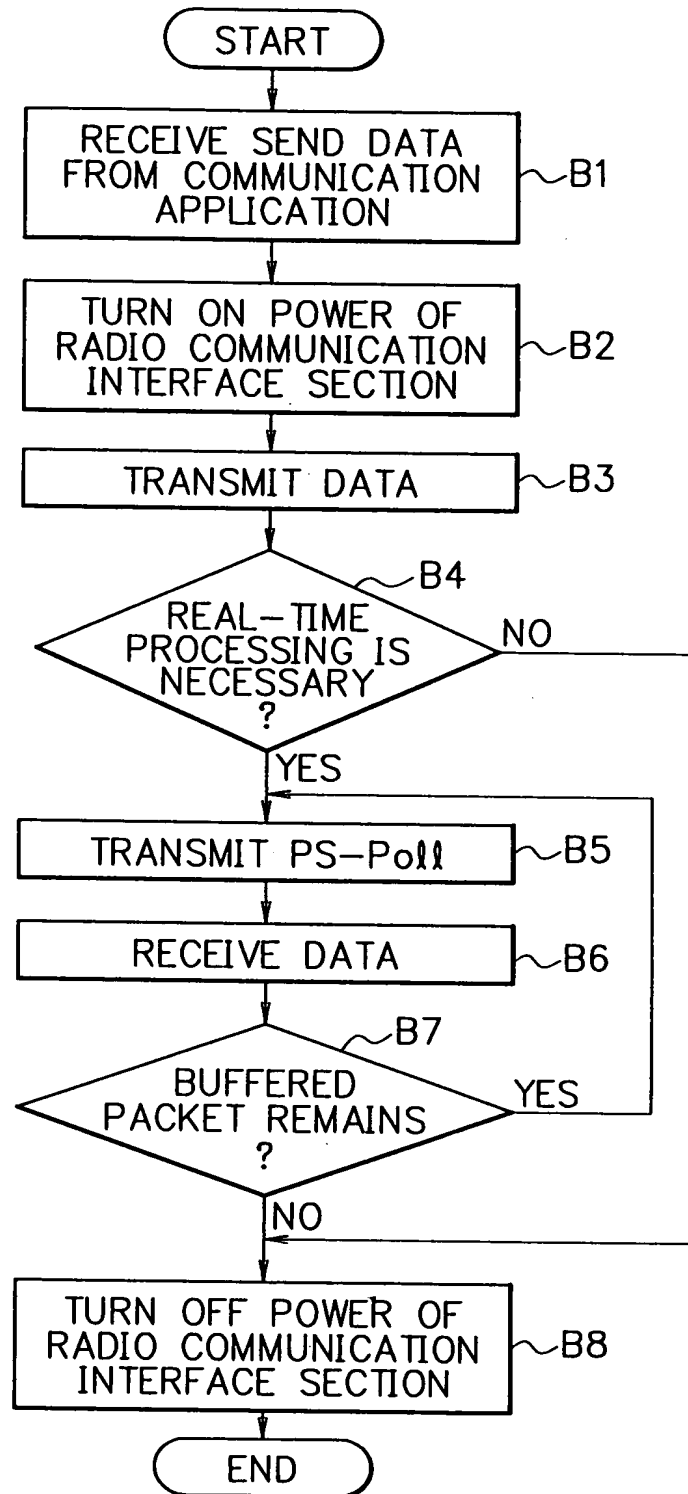 START
RECEIVE SEND DATA
FROM COMMUNICATION
APPLICATION
B1
TURN ON POWER OF
RADIO COMMUNICATION
INTERFACE SECTION
B2
TRANSMIT DATA
B3
B4
REAL-TIME
PROCESSING IS
NECESSARY
?
NO
YES
TRANSMIT PS-Poll
B5
RECEIVE DATA
B6
B7
BUFFERED
PACKET REMAINS
?
YES
NO
TURN OFF POWER OF
RADIO COMMUNICATION
INTERFACE SECTION
B8
END